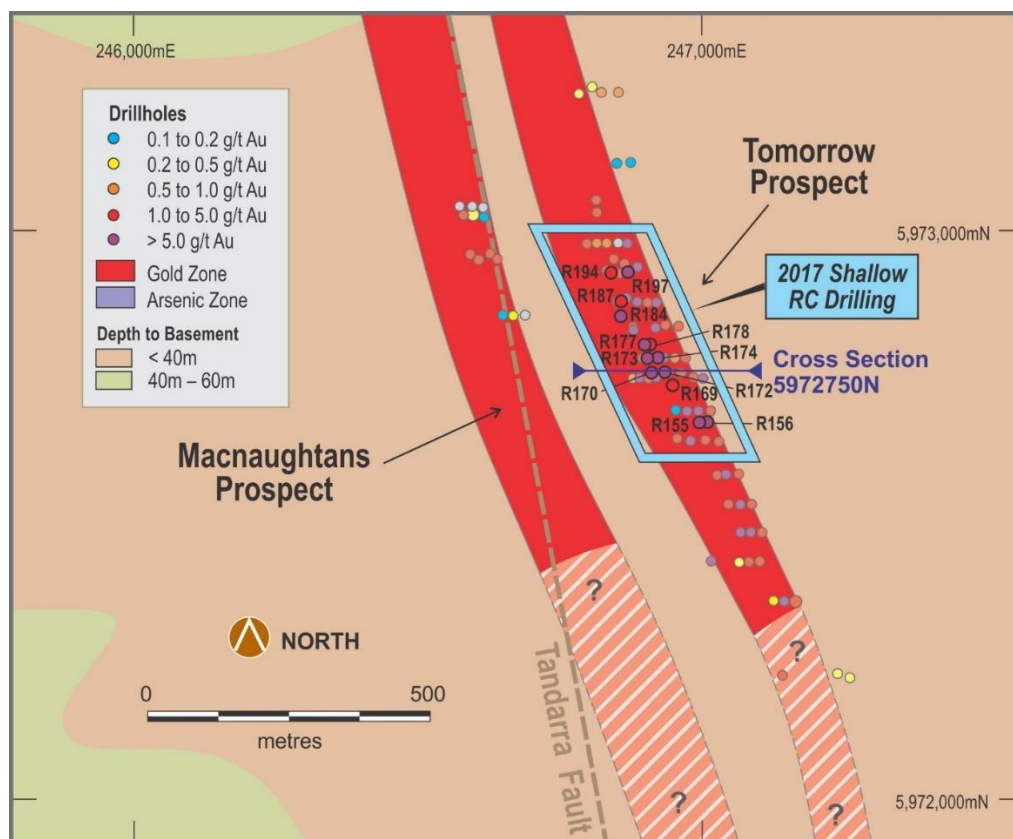 246,000mE
247,000mE
Drillholes
0.1 to 0.2 g/t Au
0.2 to 0.5 g/t Au
0.5 to 1.0 g/t Au
1.0 to 5.0 g/t Au
> 5.0 g/t Au
Gold Zone
Arsenic Zone
Depth to Basement
< 40m
40m – 60m
Tomorrow
Prospect
5,973,000mN
2017 Shallow
RC Drilling
R194
R197
R187
R184
R178
R177
R173
R174
Cross Section
5972750N
R170
R172
R169
R155
R156
Macnaughtans
Prospect
?
?
NORTH
0
500
metres
Tandarra Fault
?
?
5,972,000mN